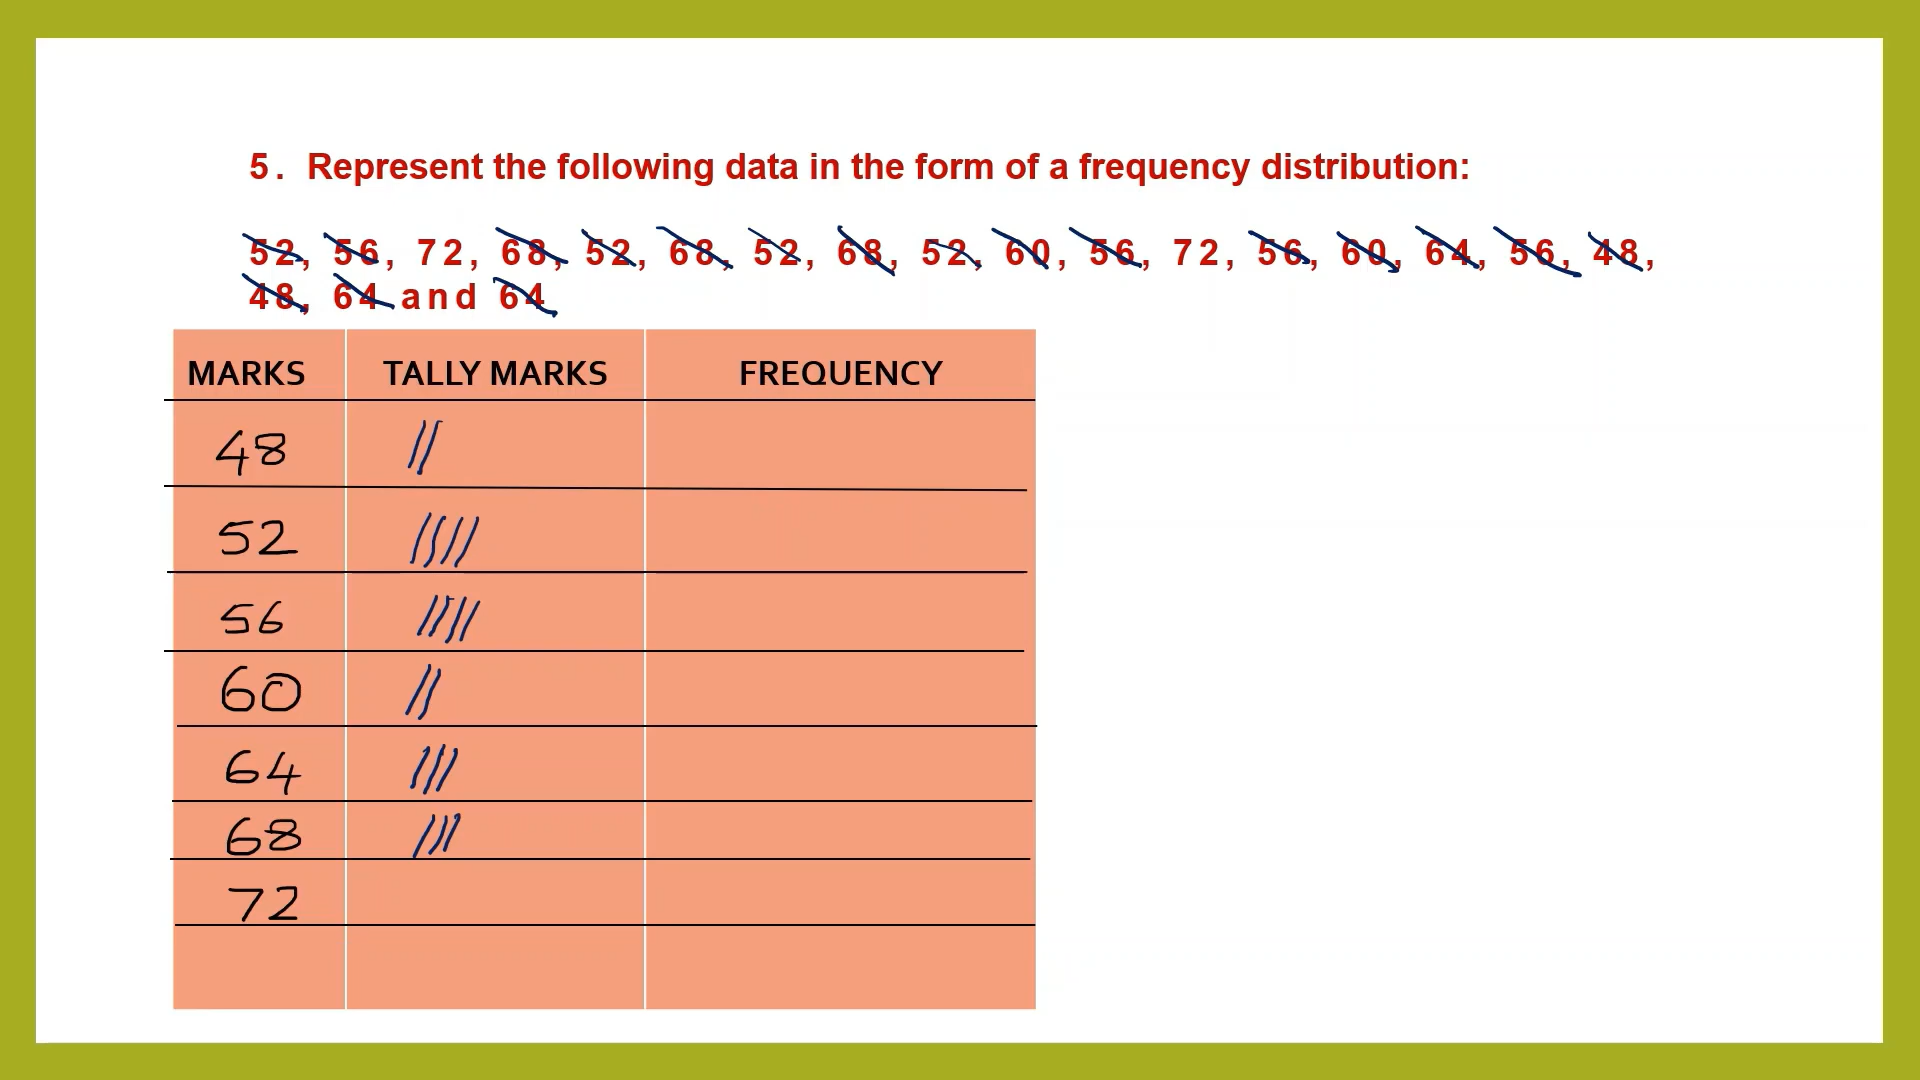 5. Represent the following data in the form of a frequency distribution:
52, 56, 72, 68, 52, 68, 52, 68, 52, 60, 56, 72, 56, 60, 64, 56, 48,
48, 64 and 64
MARKS TALLY MARKS FREQUENCY
48 ||
52 ||||
56 ||||
60 ||
64 |||
68 |||
72